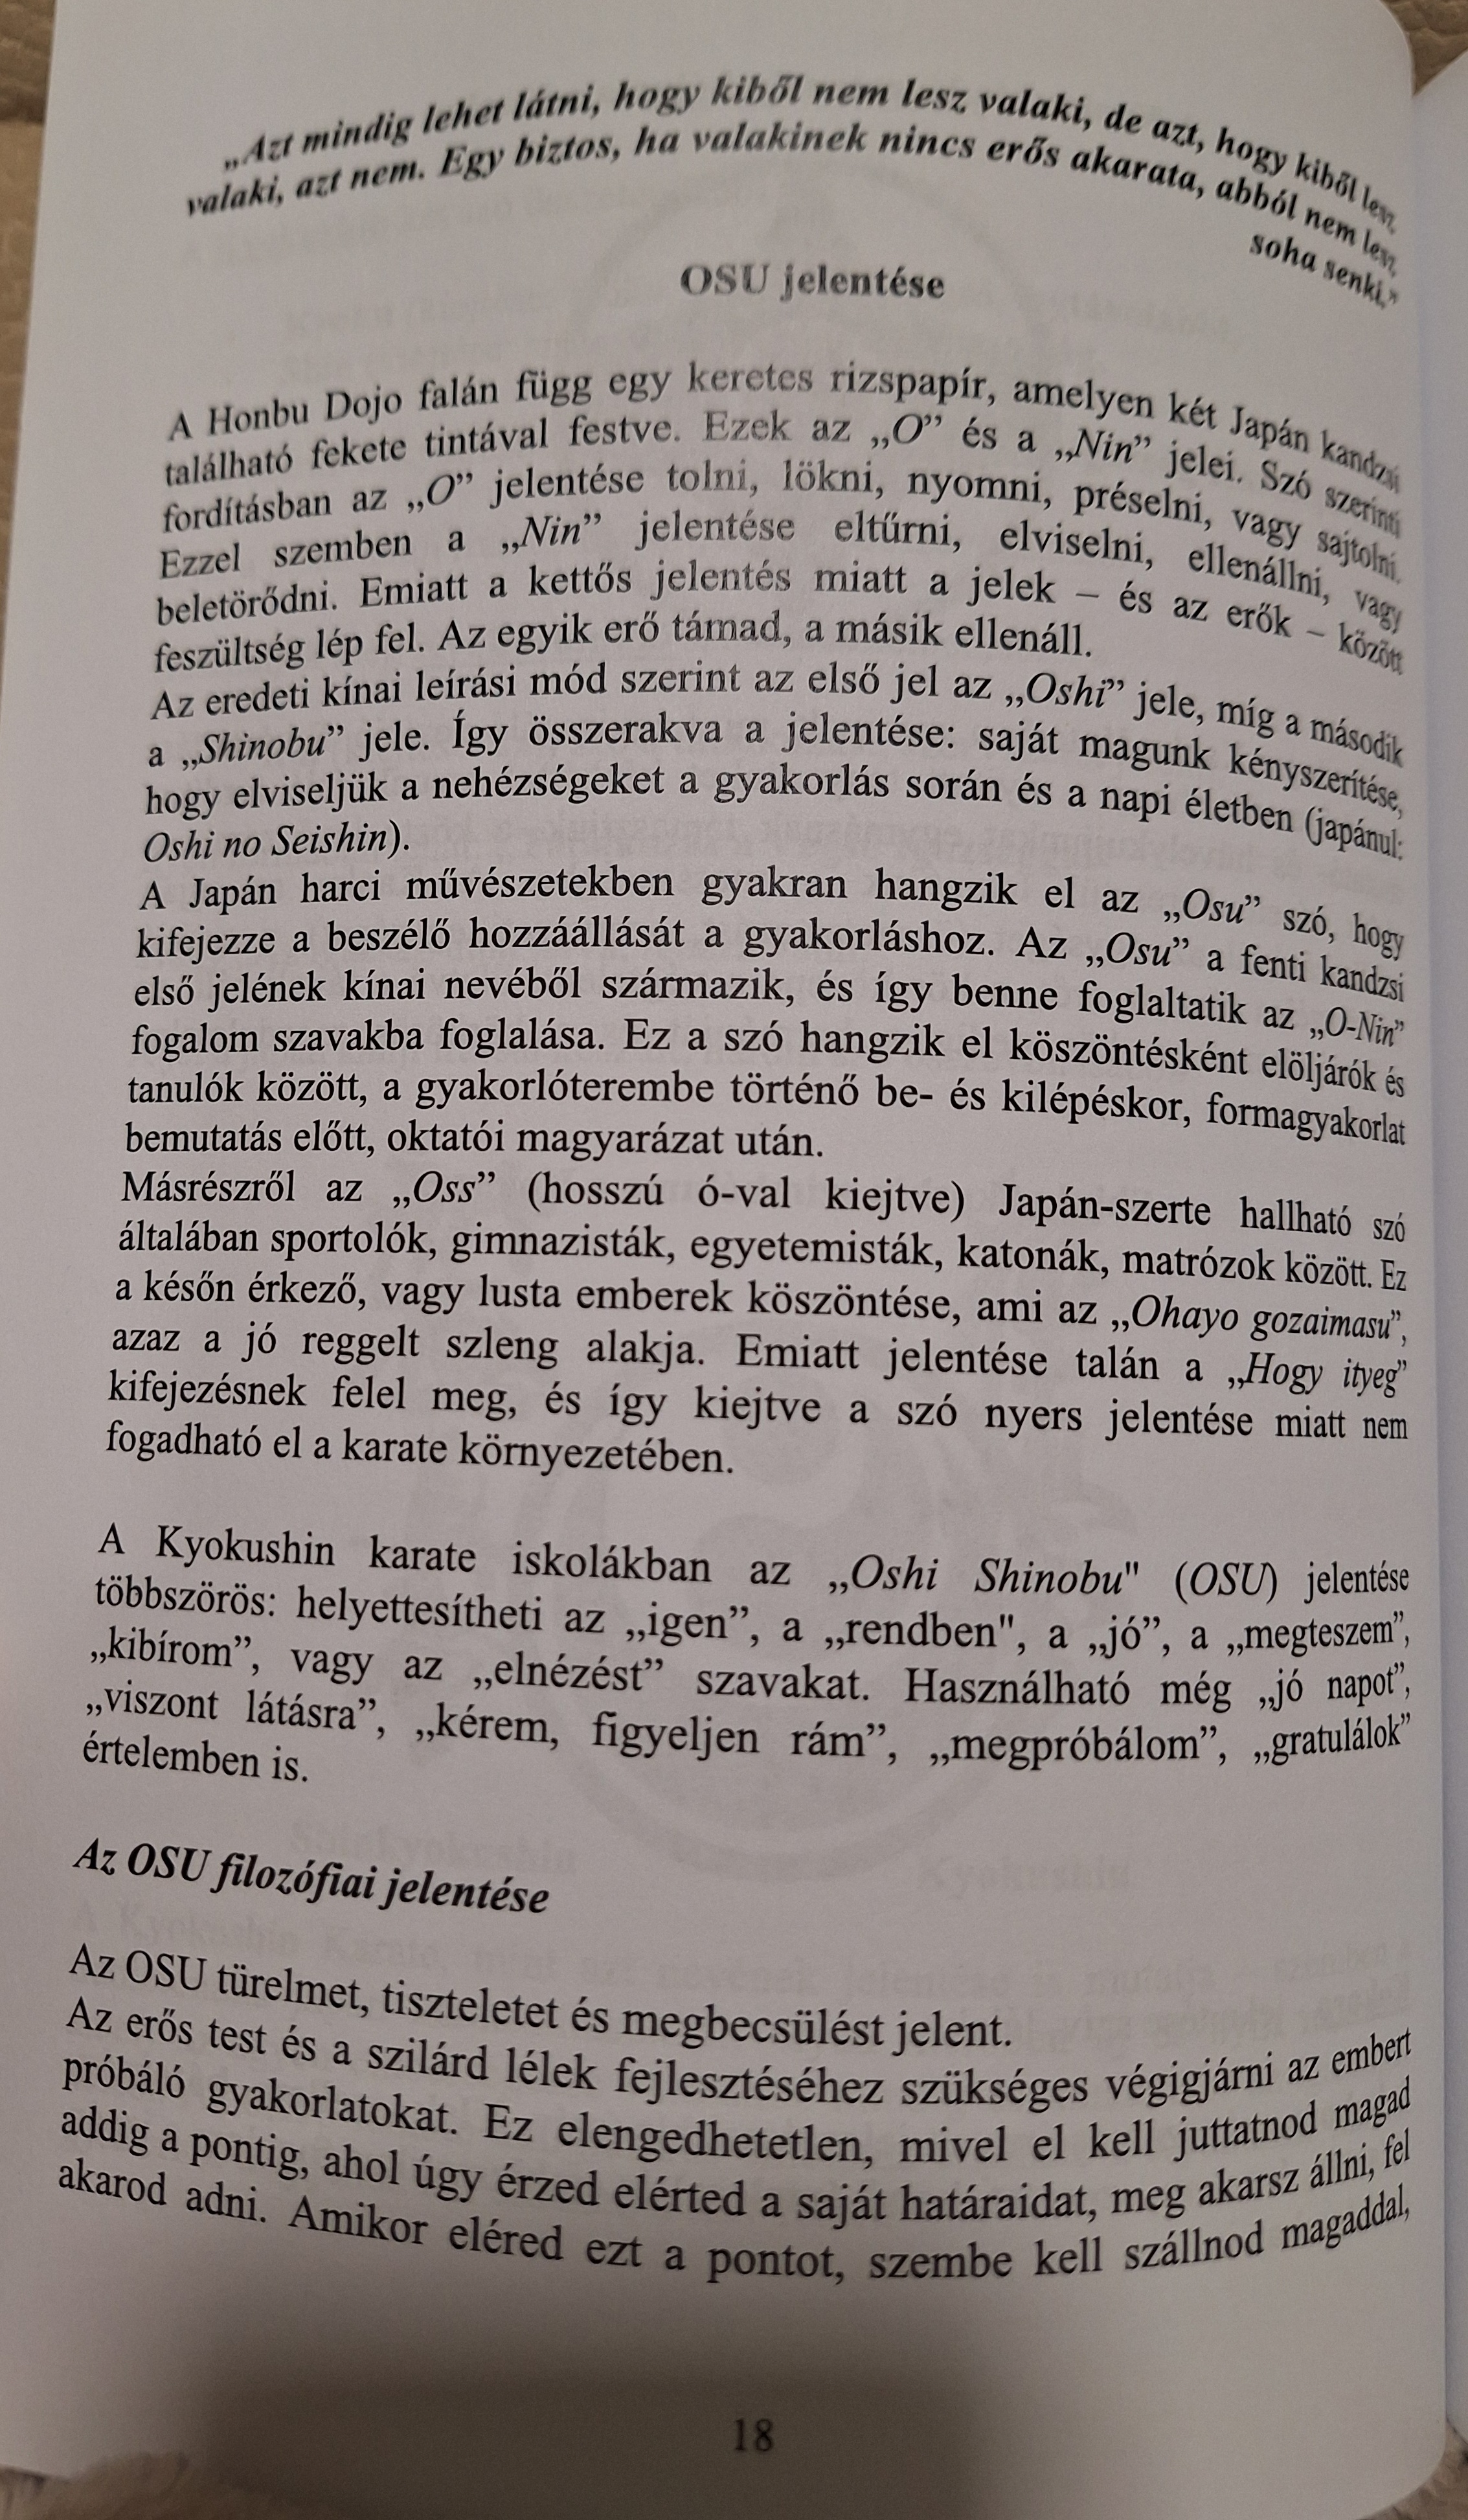 „Azt mindig lehet látni, hogy kiből nem lesz valaki, de azt, hogy kiből lesz
valaki, azt nem. Egy biztos, ha valakinek nincs erős akarata, abból nem lesz
soha senki.”
OSU jelentése
A Honbu Dojo falán függ egy keretes rizspapír, amelyen két Japán kandzsi
található fekete tintával festve. Ezek az „O” és a „Nin” jelei. Szó szerinti
fordításban az „O” jelentése tolni, lökni, nyomni, préselni, vagy sajtolni.
Ezzel szemben a „Nin” jelentése eltűrni, elviselni, ellenállni, vagy
beletörődni. Emiatt a kettős jelentés miatt a jelek – és az erők – között
feszültség lép fel. Az egyik erő támad, a másik ellenáll.
Az eredeti kínai leírási mód szerint az első jel az „Oshi” jele, míg a második
a „Shinobu” jele. Így összerakva a jelentése: saját magunk kényszerítése,
hogy elviseljük a nehézségeket a gyakorlás során és a napi életben (japánul:
Oshi no Seishin).
A Japán harci művészetekben gyakran hangzik el az „Osu” szó, hogy
kifejezze a beszélő hozzáállását a gyakorláshoz. Az „Osu” a fenti kandzsi
első jelének kínai nevéből származik, és így benne foglaltatik az „O-Nin”
fogalom szavakba foglalása. Ez a szó hangzik el köszöntésként elöljárók és
tanulók között, a gyakorlóterembe történő be- és kilépéskor, formagyakorlat
bemutatás előtt, oktatói magyarázat után.
Másrészről az „Oss” (hosszú ó-val kiejtve) Japán-szerte hallható szó
általában sportolók, gimnazisták, egyetemisták, katonák, matrózok között. Ez
a későn érkező, vagy lusta emberek köszöntése, ami az „Ohayo gozaimasu”,
azaz a jó reggelt szleng alakja. Emiatt jelentése talán a „Hogy ityeg”
kifejezésnek felel meg, és így kiejtve a szó nyers jelentése miatt nem
fogadható el a karate környezetében.
A Kyokushin karate iskolákban az „Oshi Shinobu" (OSU) jelentése
többszörös: helyettesítheti az „igen”, a „rendben", a „jó”, a „megteszem”,
„kibírom”, vagy az „elnézést” szavakat. Használható még „jó napot”,
„viszont látásra”, „kérem, figyeljen rám”, „megpróbálom”, „gratulálok”
értelemben is.
Az OSU filozófiai jelentése
Az OSU türelmet, tiszteletet és megbecsülést jelent.
Az erős test és a szilárd lélek fejlesztéséhez szükséges végigjárni az embert
próbáló gyakorlatokat. Ez elengedhetetlen, mivel el kell juttatnod magad
addig a pontig, ahol úgy érzed elérted a saját határaidat, meg akarsz állni, fel
akarod adni. Amikor eléred ezt a pontot, szembe kell szállnod magaddal,
18